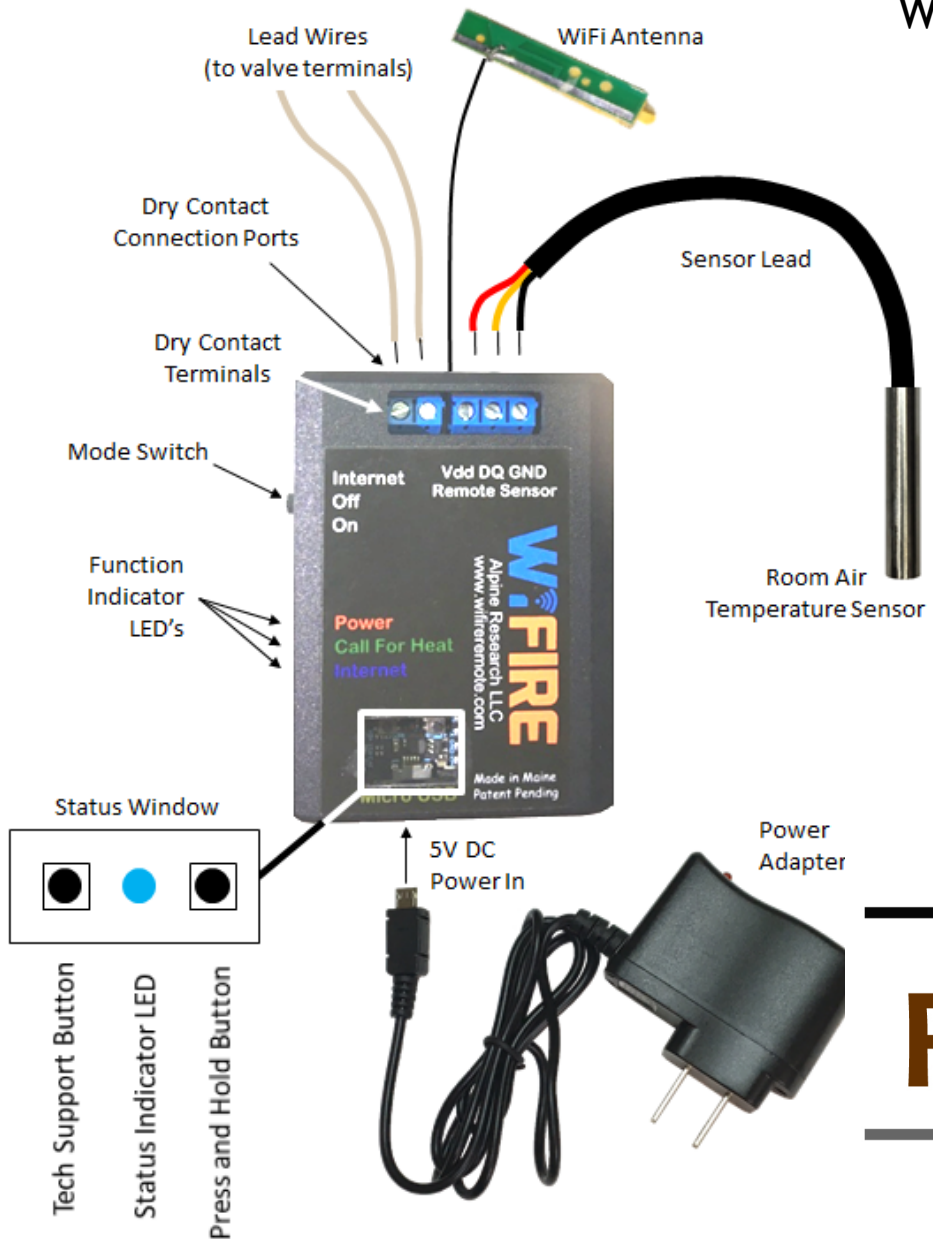 W
Lead Wires
(to valve terminals)
WiFi Antenna
Dry Contact
Connection Ports
Sensor Lead
Dry Contact
Terminals
Mode Switch
Internet
Off
On
Vdd DQ GND
Remote Sensor
Function
Indicator
LED's
Power
Call For Heat
Internet
WiFIRE
Alpine Research LLC
www.wifireremote.com
Room Air
Temperature Sensor
Made in Maine
Patent Pending
Micro USB
Status Window
5V DC
Power In
Power
Adapter
Tech Support Button
Status Indicator LED
Press and Hold Button